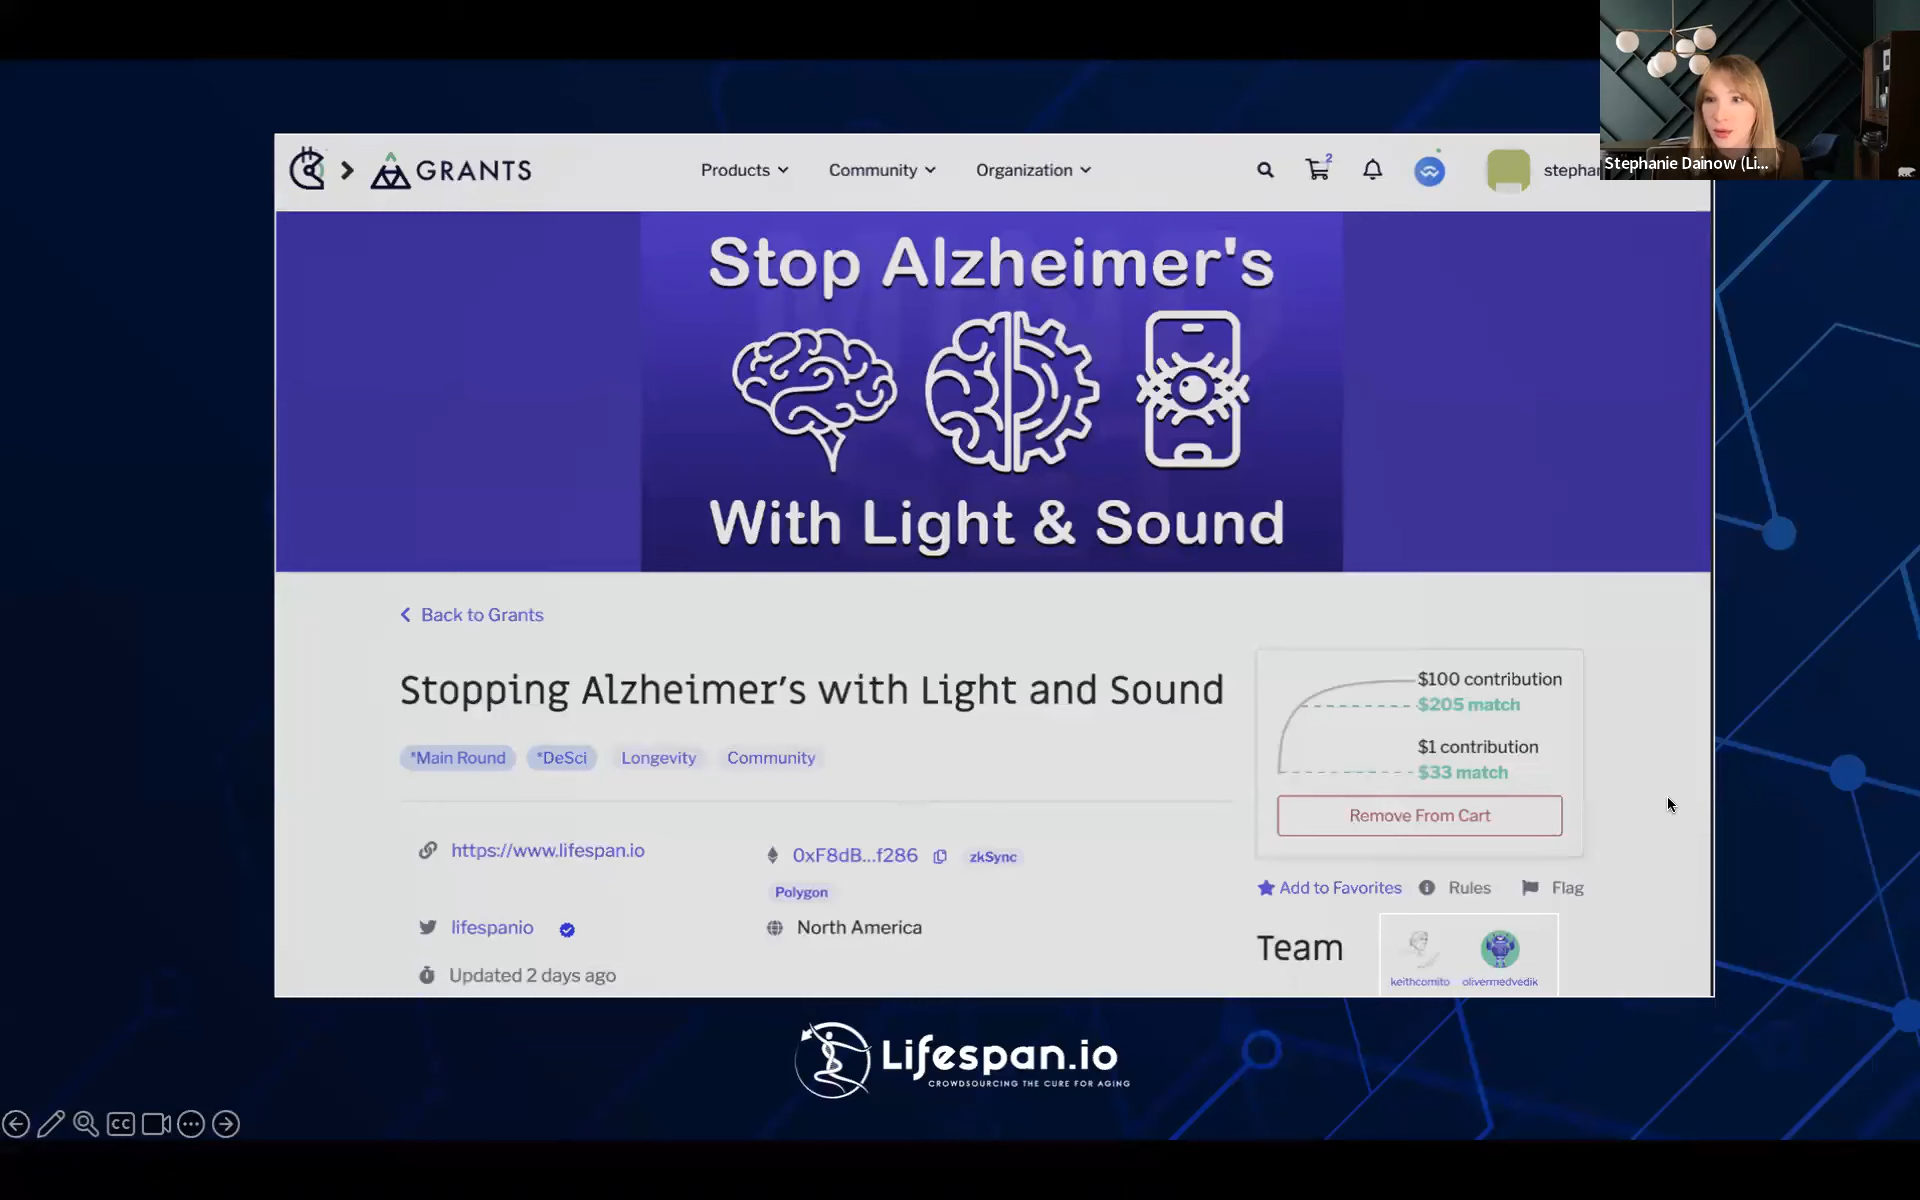 GRANTS
Products
Community
Organization
2
stephan
Stephanie Dainow (Li...
Stop Alzheimer's
With Light & Sound
Back to Grants
Stopping Alzheimer's with Light and Sound
*Main Round
*DeSci
Longevity
Community
$100 contribution
$205 match
$1 contribution
$33 match
Remove From Cart
https://www.lifespan.io
0xF8dB...f286
zkSync
Polygon
Add to Favorites
Rules
Flag
lifespanio
North America
Team
keithcomito
olivermedvedik
Updated 2 days ago
Lifespan.io
CROWDSOURCING THE CURE FOR AGING
CC